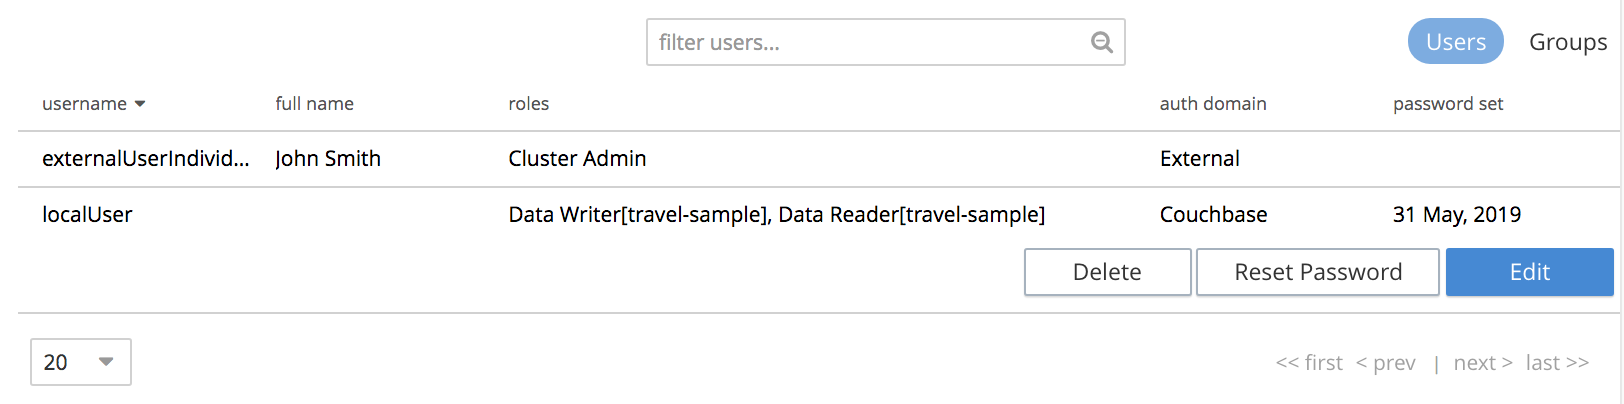 filter users...
Users Groups
username full name roles auth domain password set
externalUserIndivid... John Smith Cluster Admin External
localUser Data Writer[travel-sample], Data Reader[travel-sample] Couchbase 31 May, 2019
Delete Reset Password Edit
20 << first < prev | next > last >>